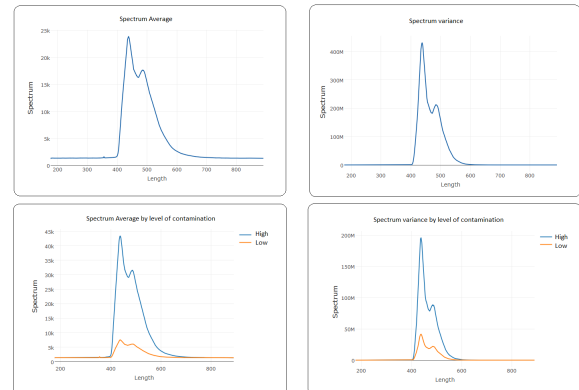 Spectrum Average
25k
20k
15k
10k
5k
0
Spectrum
200 300 400 500 600 700 800
Length
Spectrum variance
400M
300M
200M
100M
0
Spectrum
200 300 400 500 600 700 800
Length
Spectrum Average by level of contamination
45k
40k
35k
30k
25k
20k
15k
10k
5k
0
Spectrum
200 400 600 800
Length
High
Low
Spectrum variance by level of contamination
200M
150M
100M
50M
0
Spectrum
200 400 600 800
Length
High
Low